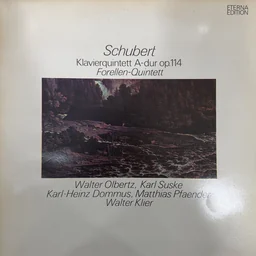 ETERNA
EDITION
Schubert
Klavierquintett A-dur op.114
Forellen-Quintett
Walter Olbertz, Karl Suske
Karl-Heinz Dommus, Matthias Pfaender
Walter Klier